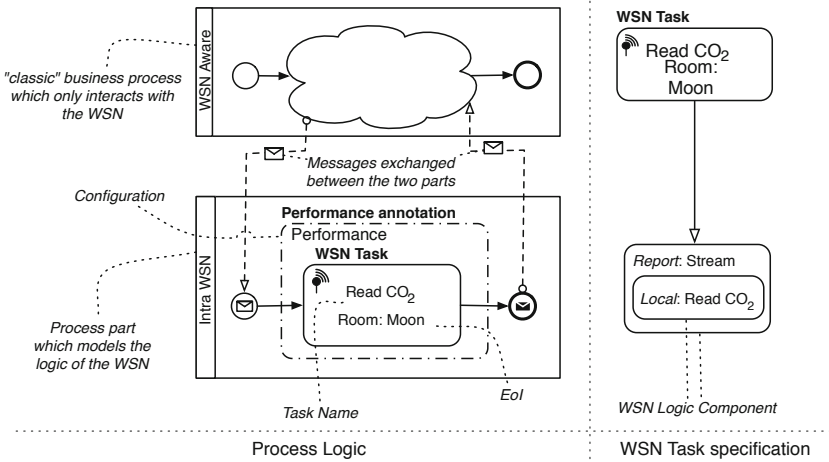 WSN Aware
"classic" business process
which only interacts with
the WSN
Messages exchanged
between the two parts
Configuration
Performance annotation
Performance
WSN Task
Intra WSN
Read CO2
Room: Moon
Process part
which models the
logic of the WSN
EoI
Task Name
Process Logic
WSN Task
Read CO2
Room:
Moon
Report: Stream
Local: Read CO2
WSN Logic Component
WSN Task specification